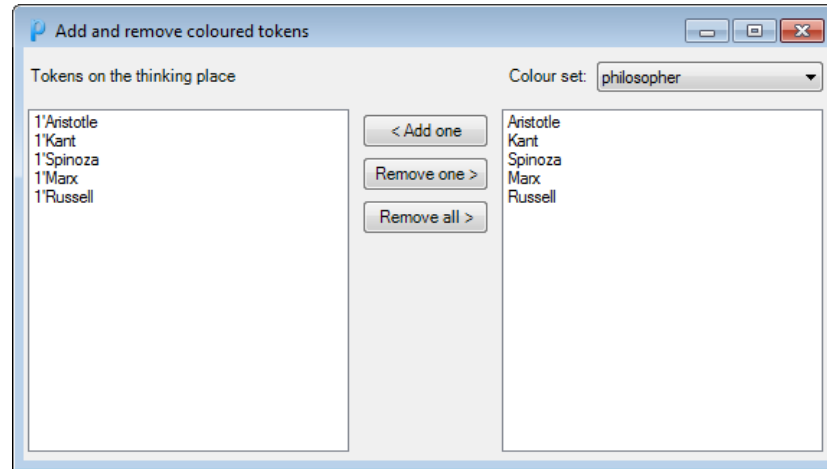 Add and remove coloured tokens
Tokens on the thinking place
Colour set: philosopher
1'Aristotle
1'Kant
1'Spinoza
1'Marx
1'Russell
< Add one
Remove one >
Remove all >
Aristotle
Kant
Spinoza
Marx
Russell